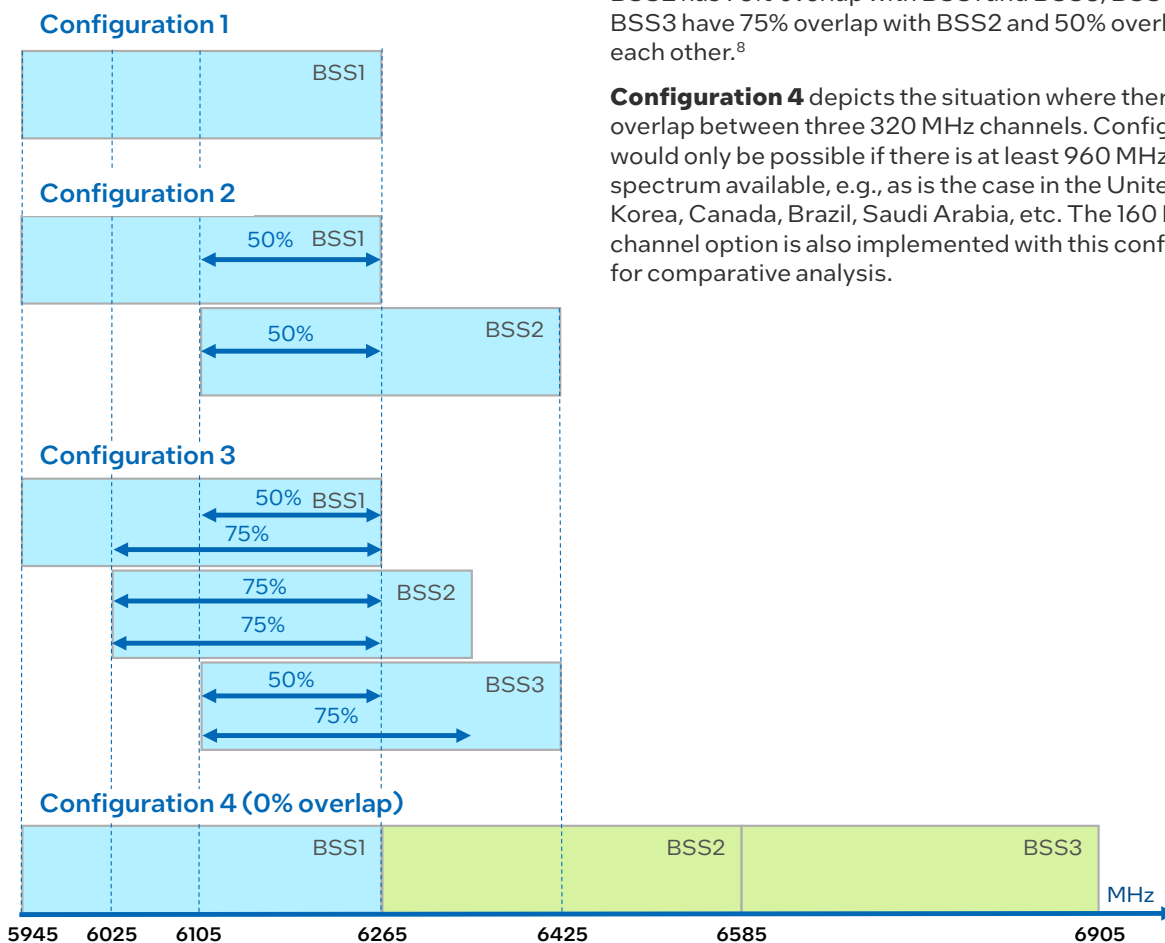 Configuration 1
BSS1
Configuration 2
50% BSS1
50%
BSS2
Configuration 3
50% BSS1
75%
75%
BSS2
75%
50%
BSS3
75%
Configuration 4 (0% overlap)
BSS1
BSS2
BSS3
MHz
5945 6025 6105 6265 6425 6585 6905
BSS3 have 75% overlap with BSS2 and 50% overl
each other.8
Configuration 4 depicts the situation where ther
overlap between three 320 MHz channels. Config
would only be possible if there is at least 960 MHz
spectrum available, e.g., as is the case in the Unite
Korea, Canada, Brazil, Saudi Arabia, etc. The 160
channel option is also implemented with this conf
for comparative analysis.